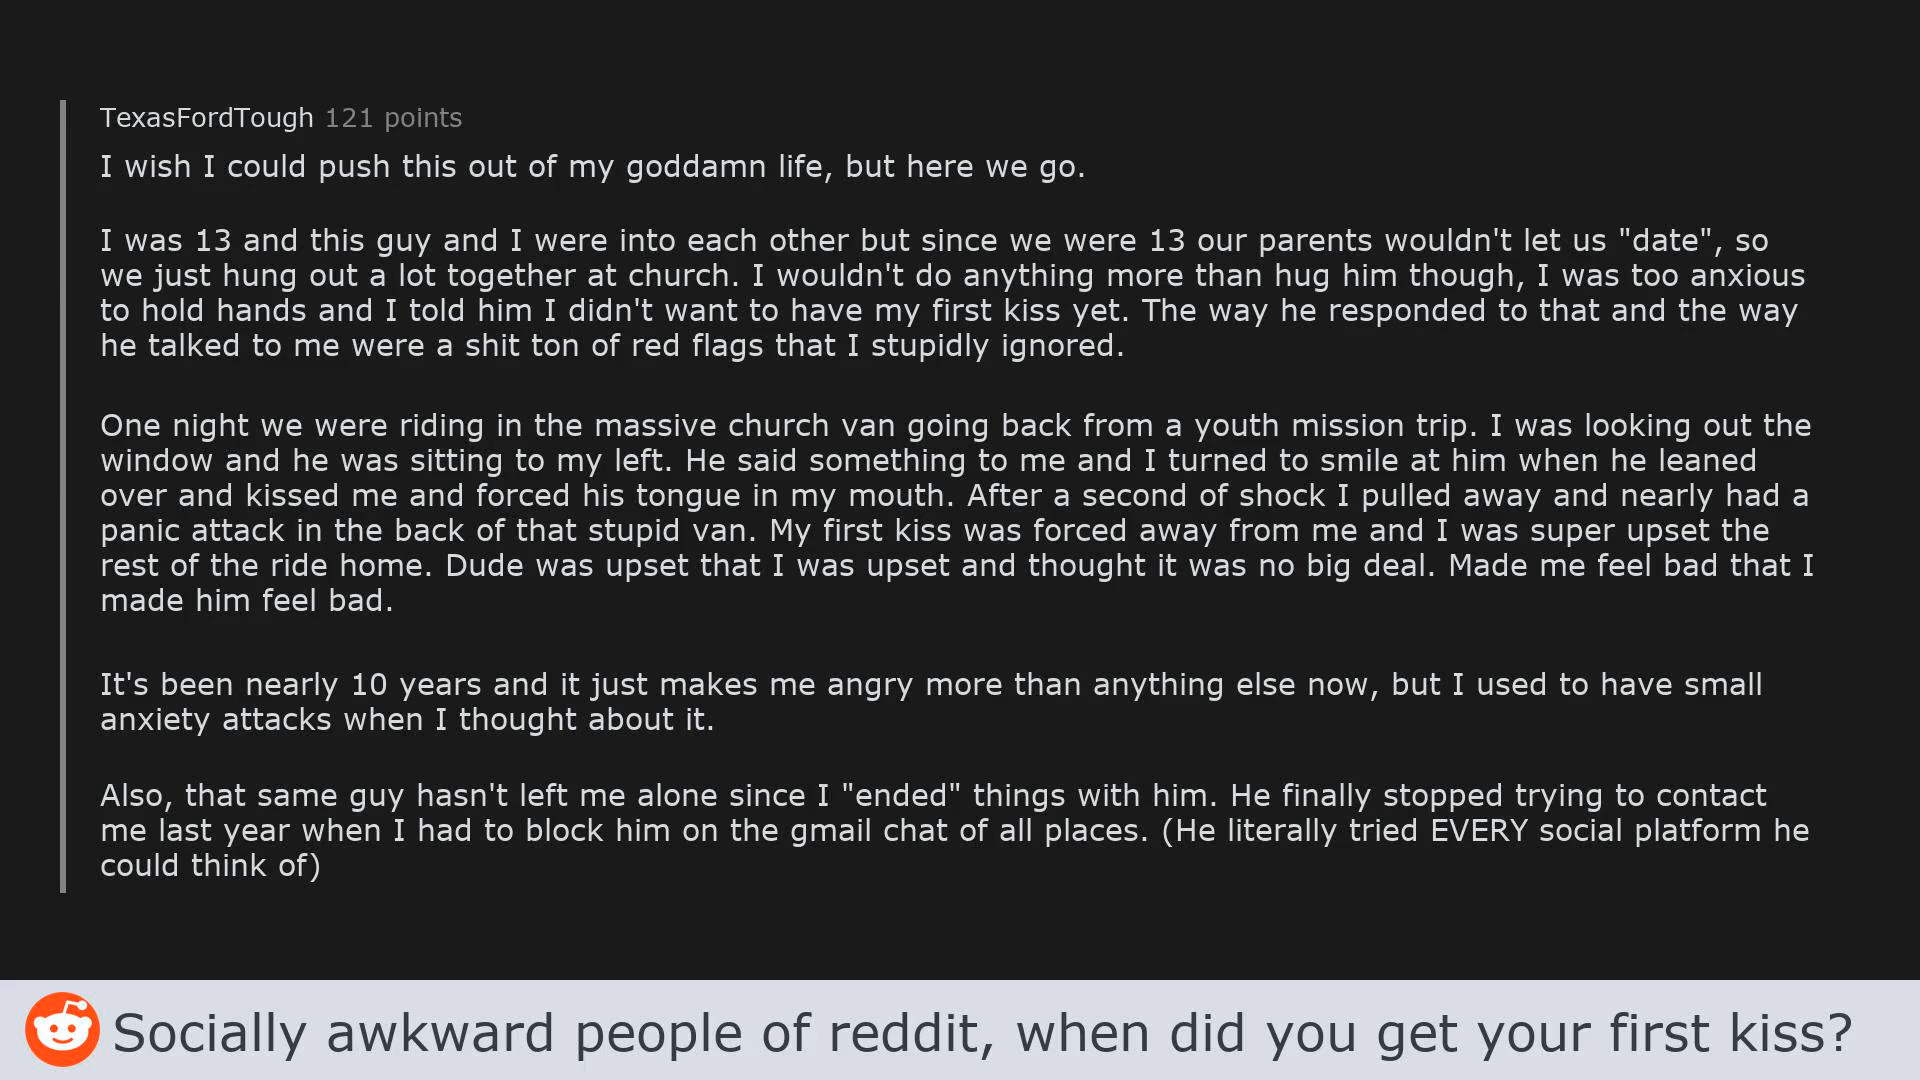 TexasFordTough 121 points
I wish I could push this out of my goddamn life, but here we go.
I was 13 and this guy and I were into each other but since we were 13 our parents wouldn't let us "date", so
we just hung out a lot together at church. I wouldn't do anything more than hug him though, I was too anxious
to hold hands and I told him I didn't want to have my first kiss yet. The way he responded to that and the way
he talked to me were a shit ton of red flags that I stupidly ignored.
One night we were riding in the massive church van going back from a youth mission trip. I was looking out the
window and he was sitting to my left. He said something to me and I turned to smile at him when he leaned
over and kissed me and forced his tongue in my mouth. After a second of shock I pulled away and nearly had a
panic attack in the back of that stupid van. My first kiss was forced away from me and I was super upset the
rest of the ride home. Dude was upset that I was upset and thought it was no big deal. Made me feel bad that I
made him feel bad.
It's been nearly 10 years and it just makes me angry more than anything else now, but I used to have small
anxiety attacks when I thought about it.
Also, that same guy hasn't left me alone since I "ended" things with him. He finally stopped trying to contact
me last year when I had to block him on the gmail chat of all places. (He literally tried EVERY social platform he
could think of)
Socially awkward people of reddit, when did you get your first kiss?